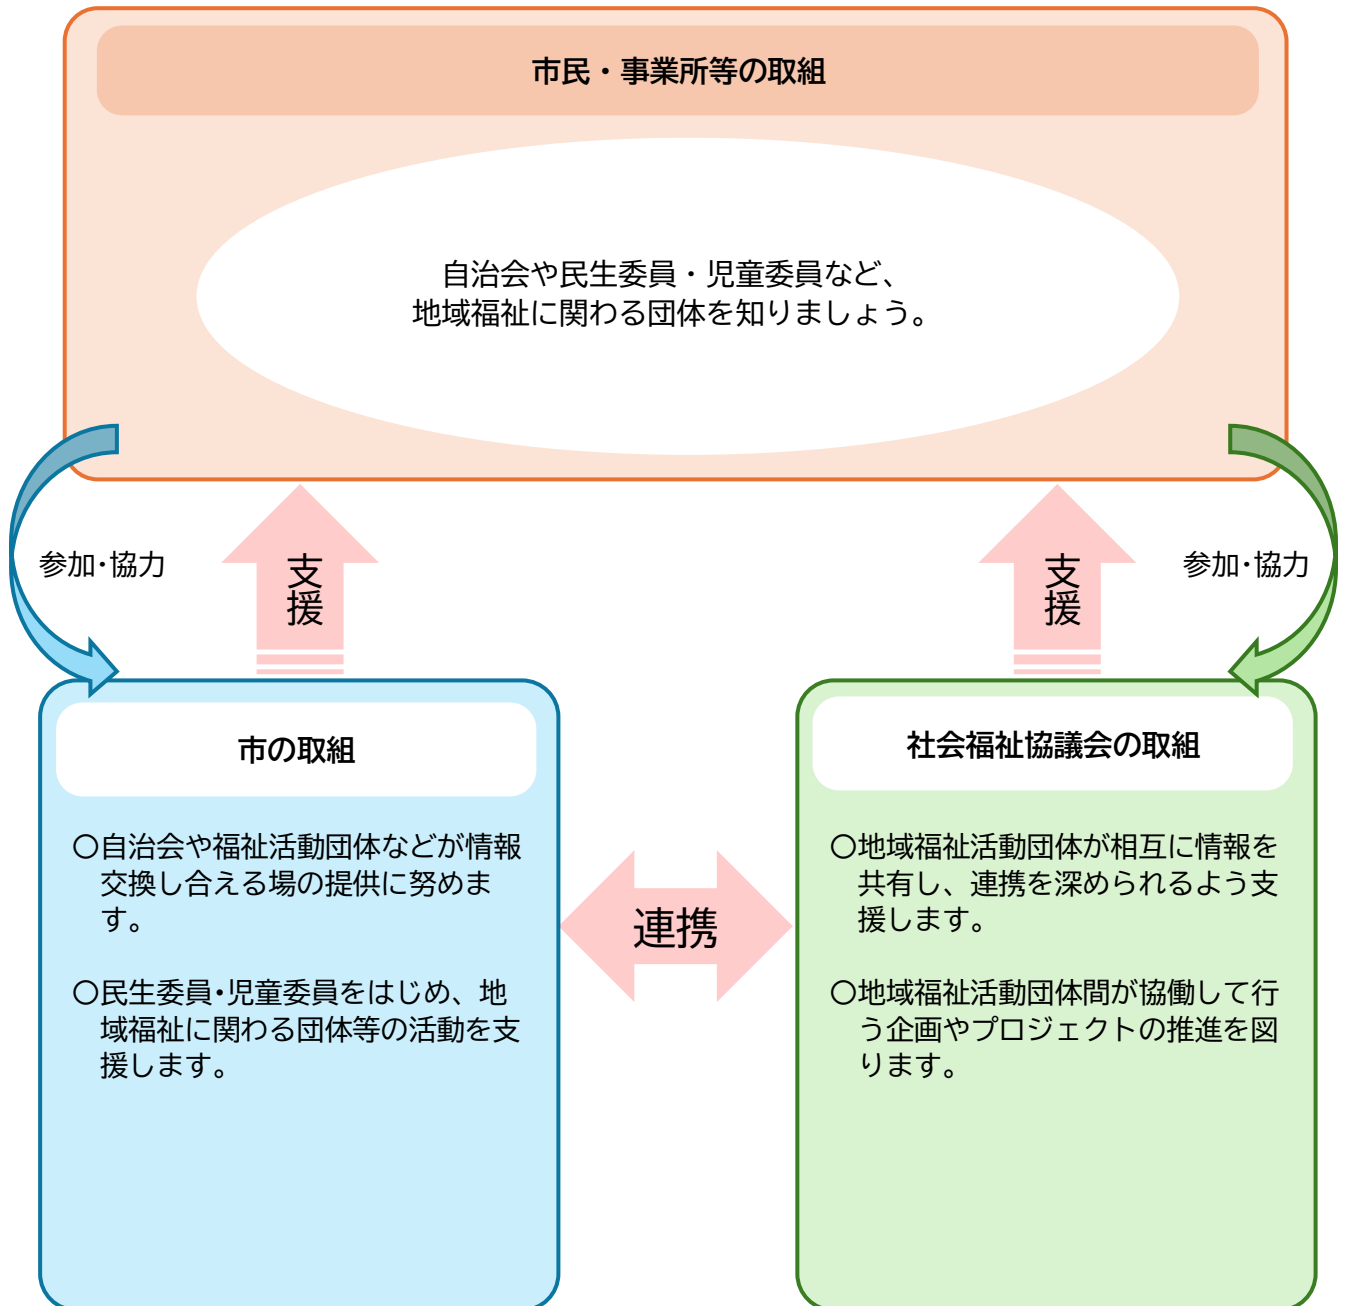 市民・事業所等の取組
自治会や民生委員・児童委員など、
地域福祉に関わる団体を知りましょう。
参加・協力
支援
支援
参加・協力
市の取組
〇自治会や福祉活動団体などが情報
交換し合える場の提供に努めま
す。
〇民生委員・児童委員をはじめ、地
域福祉に関わる団体等の活動を支
援します。
連携
社会福祉協議会の取組
〇地域福祉活動団体が相互に情報を
共有し、連携を深められるよう支
援します。
〇地域福祉活動団体間が協働して行
う企画やプロジェクトの推進を図
ります。